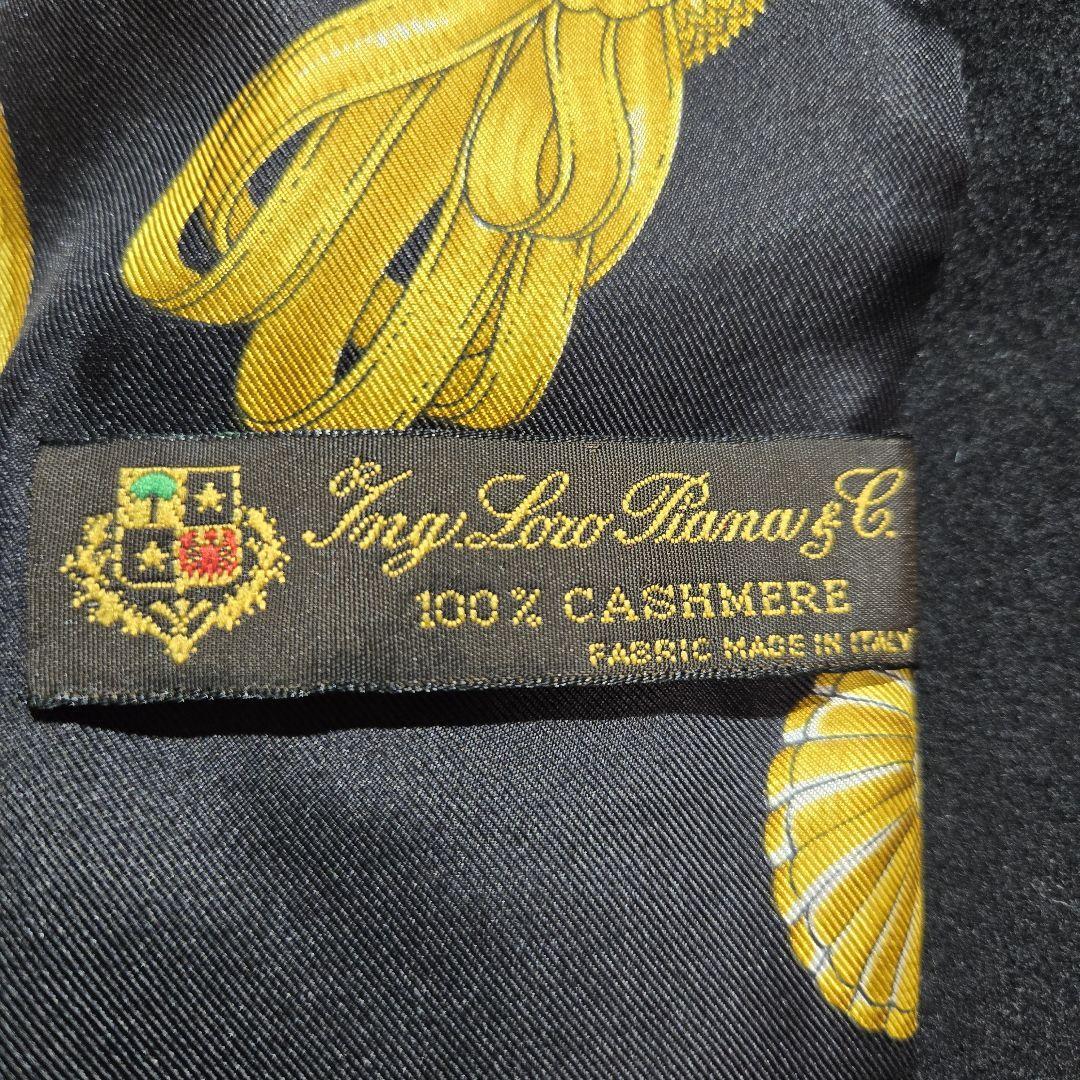 Ing. Loro Piana & C.
100% CASHMERE
FABRIC MADE IN ITALY